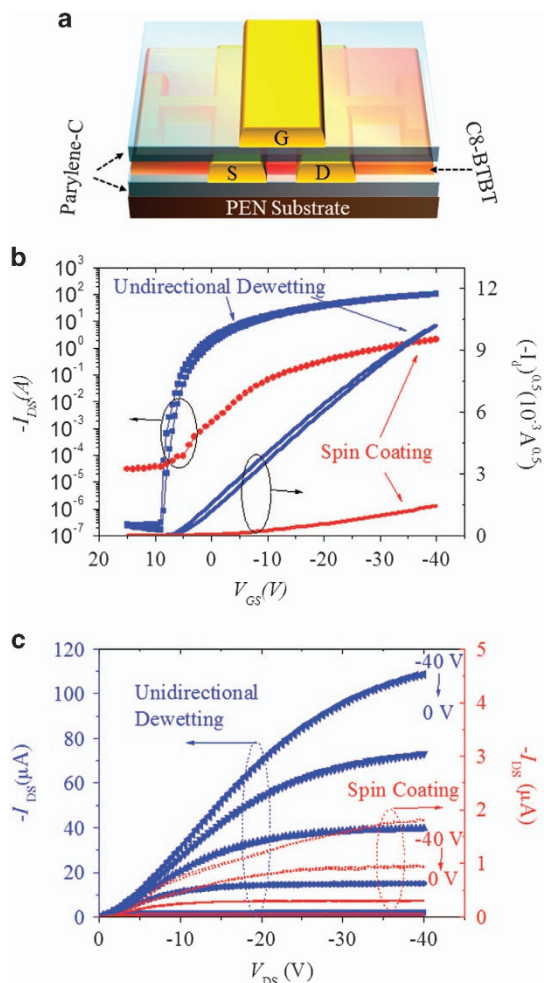 a
G
S
D
Parylene-C
C8-BTBT
PEN Substrate
b
10³
10²
10¹
10⁰
10⁻¹
10⁻²
10⁻³
10⁻⁴
10⁻⁵
10⁻⁶
10⁻⁷
-I_DS(A)
Undirectional Dewetting
Spin Coating
12
9
6
3
0
(-I_d)^0.5 (10⁻³ A^0.5)
20 10 0 -10 -20 -30 -40
V_GS(V)
c
120
100
80
60
40
20
0
-I_DS(μA)
Unidirectional
Dewetting
-40 V
0 V
Spin Coating
-40 V
0 V
5
4
3
2
1
0
-I_DS (μA)
0 -10 -20 -30 -40
V_DS (V)